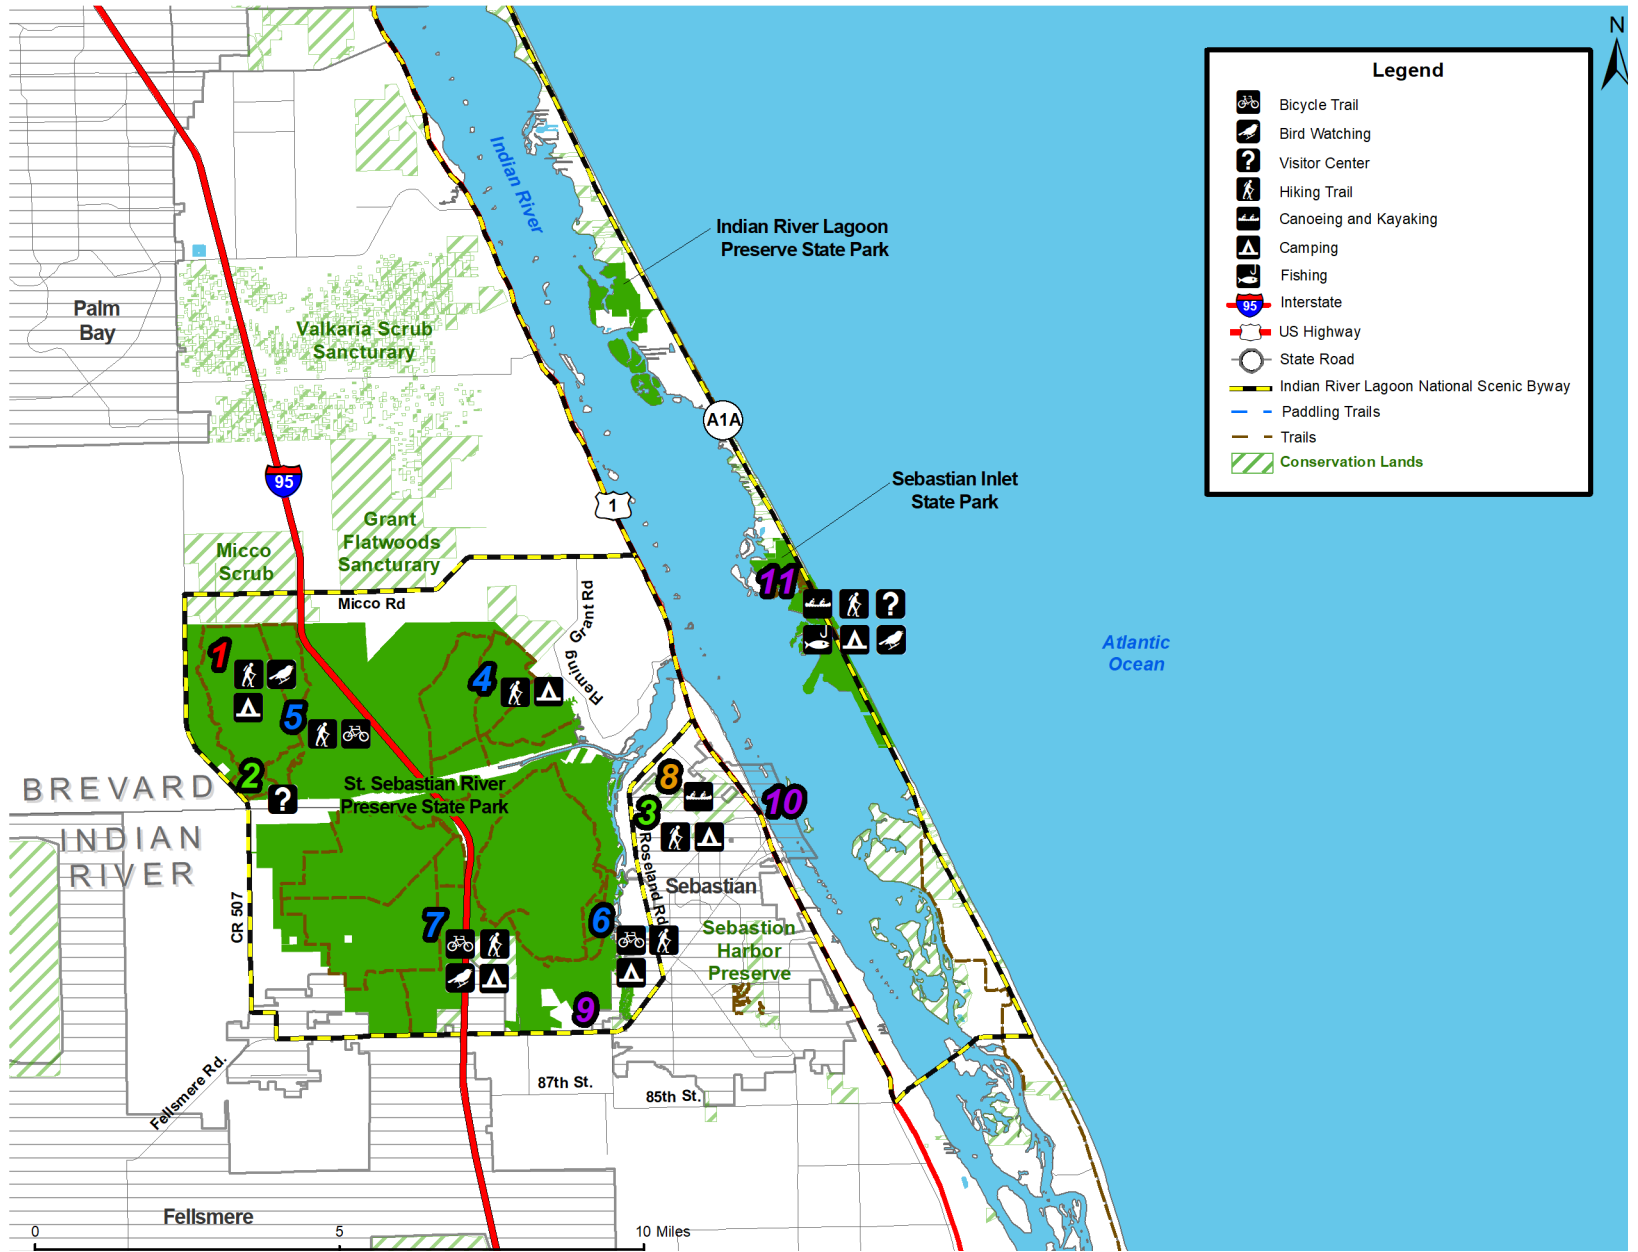 N
Legend
Bicycle Trail
Bird Watching
? Visitor Center
Hiking Trail
Canoeing and Kayaking
Camping
Fishing
95 Interstate
US Highway
State Road
Indian River Lagoon National Scenic Byway
Paddling Trails
Trails
Conservation Lands
Indian River
Indian River Lagoon
Preserve State Park
Palm
Bay
Valkaria Scrub
Sancturary
A1A
95
1
Sebastian Inlet
State Park
Grant
Flatwoods
Sancturary
Micco
Scrub
Micco Rd
Fleming Grant Rd
11
?
Atlantic
Ocean
1
4
5
2
?
St. Sebastian River
Preserve State Park
BREVARD
INDIAN
RIVER
8
3
10
Roseland Rd
Sebastian
CR 507
7
6
Sebastion
Harbor
Preserve
9
Fellsmere Rd.
87th St.
85th St.
Fellsmere
0
5
10 Miles